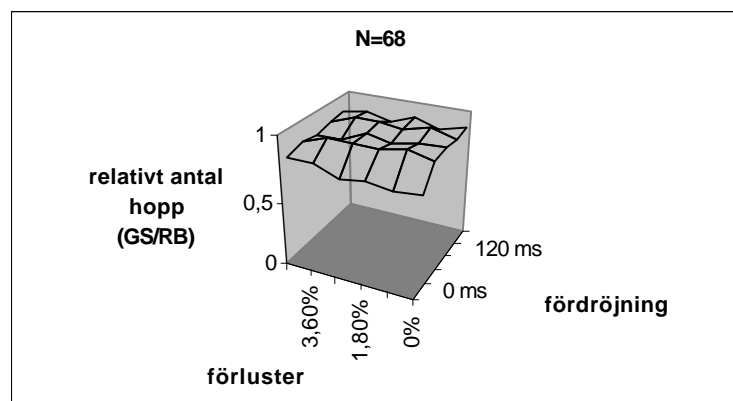 N=68
1
relativt antal
hopp
(GS/RB)
0,5
0
120 ms
0 ms
fördröjning
3,60%
1,80%
0%
förluster